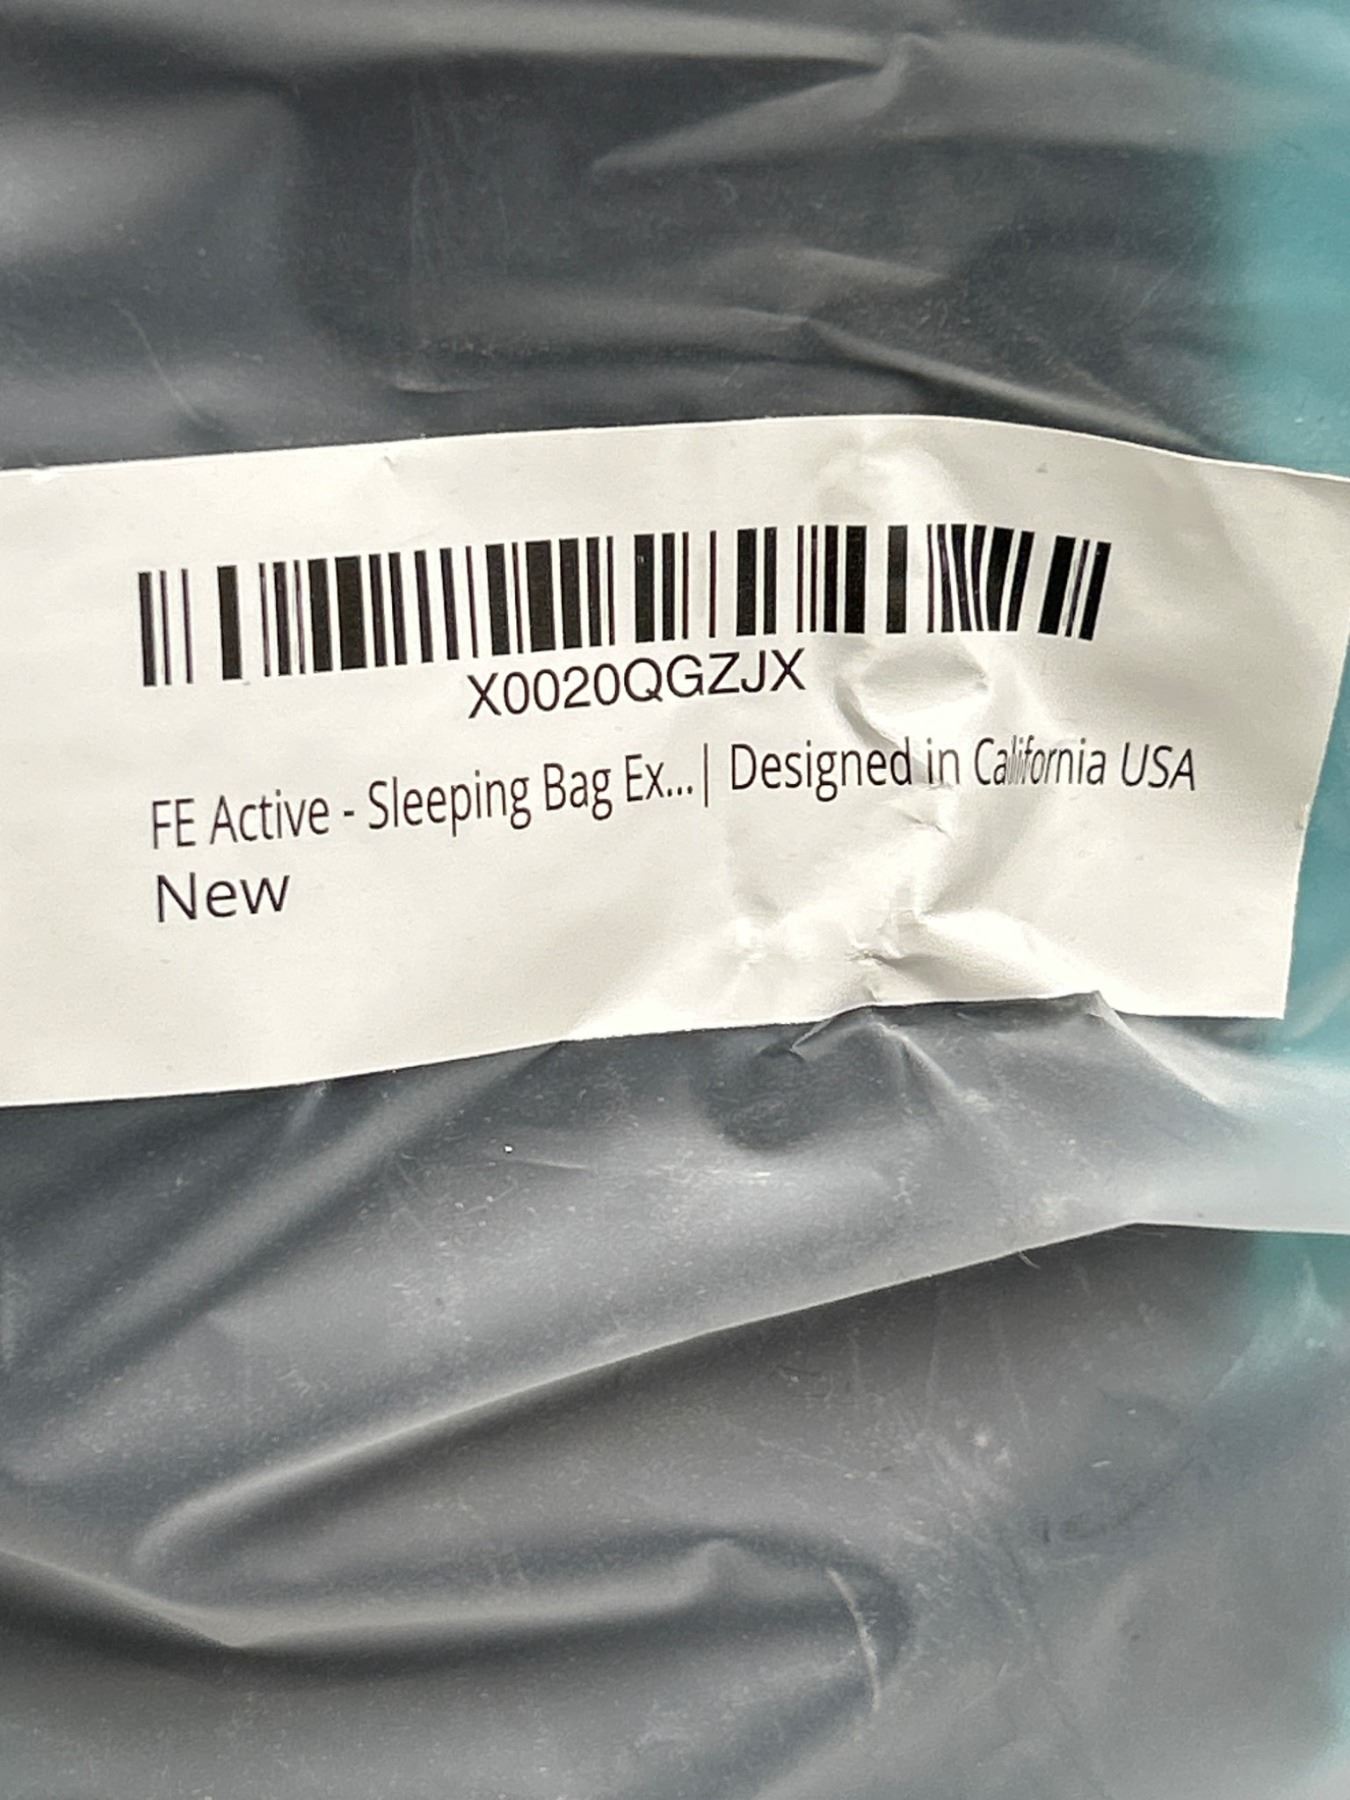 X0020QGZJX
FE Active - Sleeping Bag Ex...| Designed in California USA
New